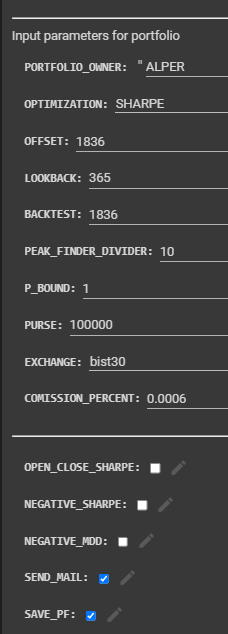 Input parameters for portfolio
PORTFOLIO_OWNER: " ALPER
OPTIMIZATION: SHARPE
OFFSET: 1836
LOOKBACK: 365
BACKTEST: 1836
PEAK_FINDER_DIVIDER: 10
P_BOUND: 1
PURSE: 100000
EXCHANGE: bist30
COMISSION_PERCENT: 0.0006
OPEN_CLOSE_SHARPE:
NEGATIVE_SHARPE:
NEGATIVE_MDD:
SEND_MAIL:
SAVE_PF: